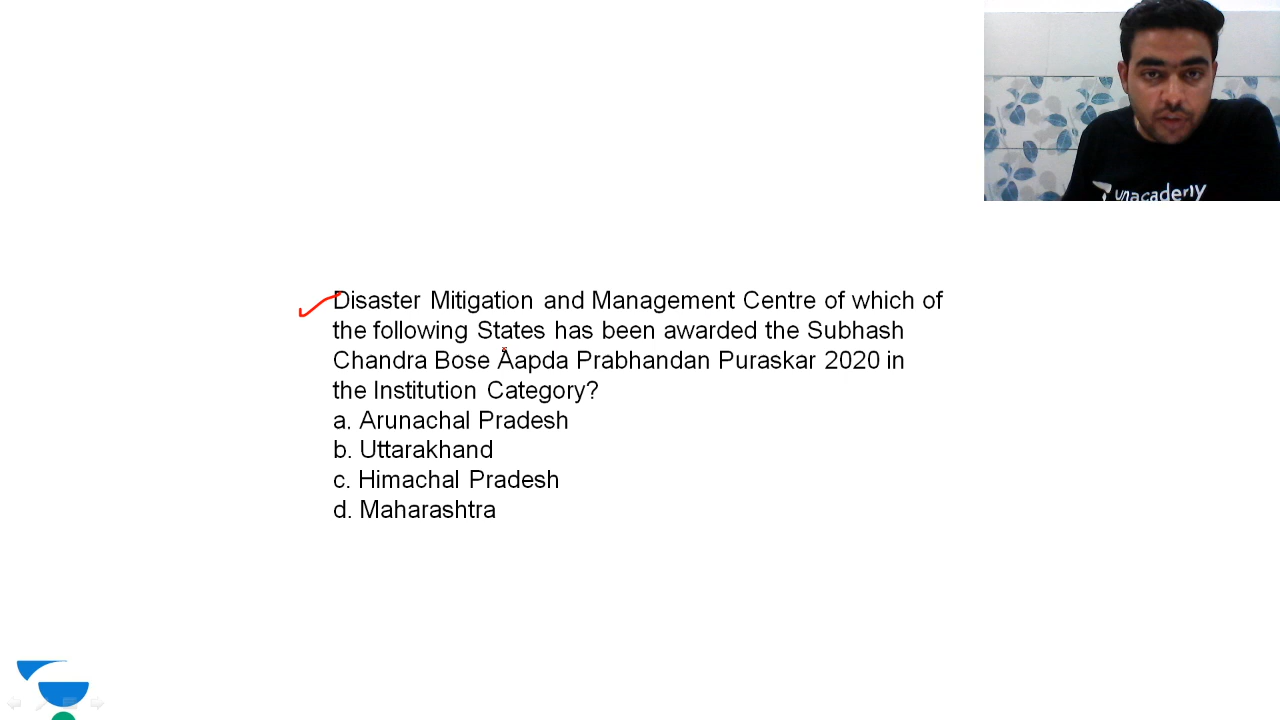 unacademy
Disaster Mitigation and Management Centre of which of
the following States has been awarded the Subhash
Chandra Bose Aapda Prabhandan Puraskar 2020 in
the Institution Category?
a. Arunachal Pradesh
b. Uttarakhand
c. Himachal Pradesh
d. Maharashtra